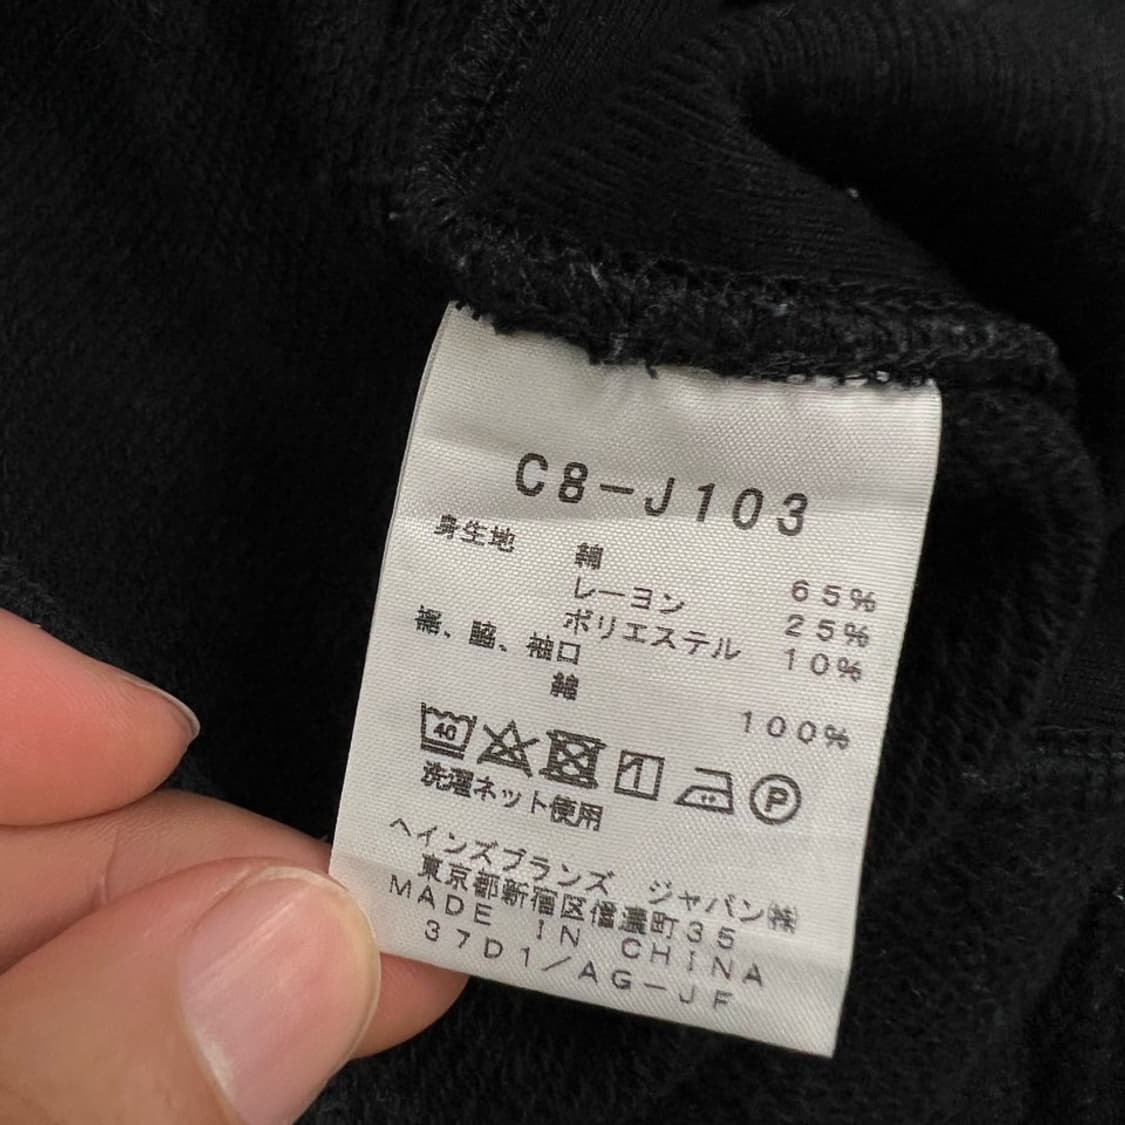 C8-J103
身生地
綿 65%
レーヨン 25%
ポリエステル 10%
裾、脇、袖口
綿 100%
40
P
洗濯ネット使用
ヘインズブランズ ジャパン㈱
東京都新宿区信濃町35
MADE IN CHINA
37D1/AG-JF